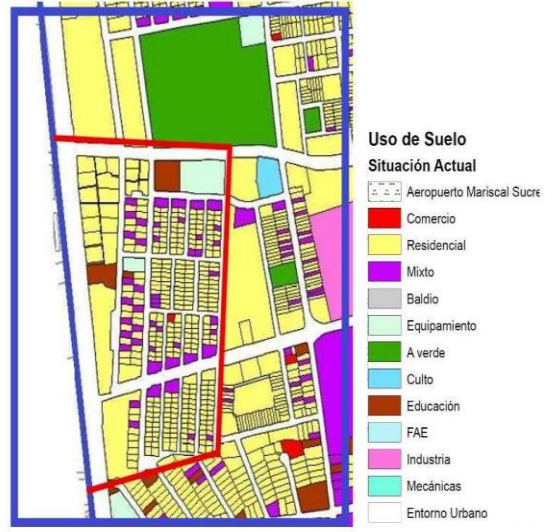 Uso de Suelo
Situación Actual
Aeropuerto Mariscal Sucre
Comercio
Residencial
Mixto
Baldio
Equipamiento
A verde
Culto
Educación
FAE
Industria
Mecánicas
Entorno Urbano